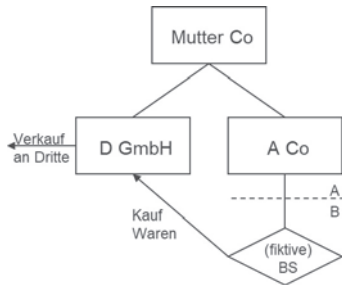 Mutter Co
Verkauf
an Dritte
D GmbH
A Co
A
B
Kauf
Waren
(fiktive)
BS